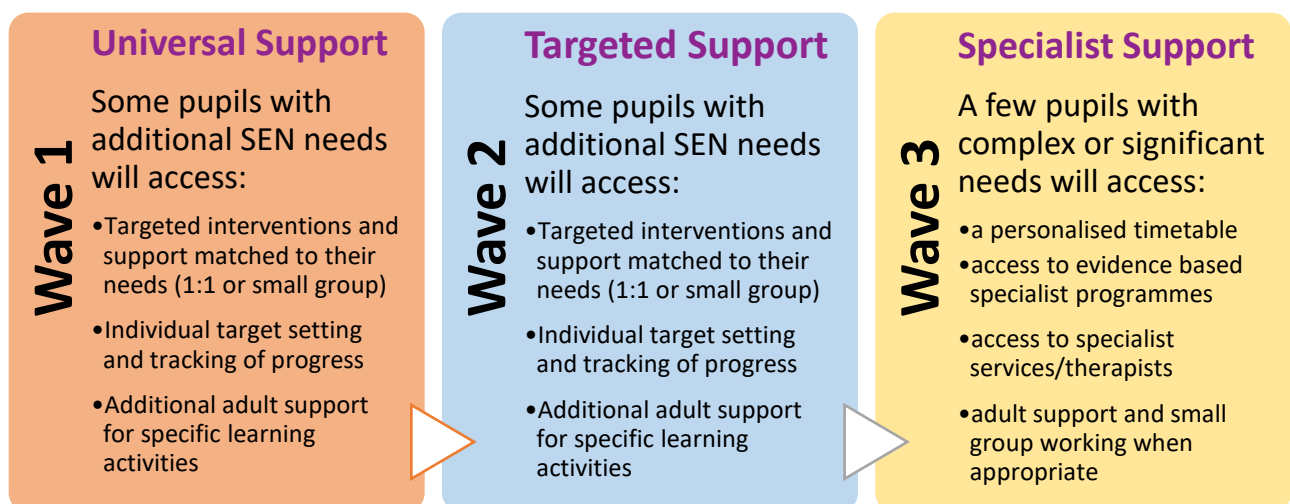 Wave 1
Universal Support
Some pupils with
additional SEN needs
will access:
•Targeted interventions and
support matched to their
needs (1:1 or small group)
•Individual target setting
and tracking of progress
•Additional adult support
for specific learning
activities
Wave 2
Targeted Support
Some pupils with
additional SEN needs
will access:
•Targeted interventions and
support matched to their
needs (1:1 or small group)
•Individual target setting
and tracking of progress
•Additional adult support
for specific learning
activities
Wave 3
Specialist Support
A few pupils with
complex or significant
needs will access:
•a personalised timetable
•access to evidence based
specialist programmes
•access to specialist
services/therapists
•adult support and small
group working when
appropriate